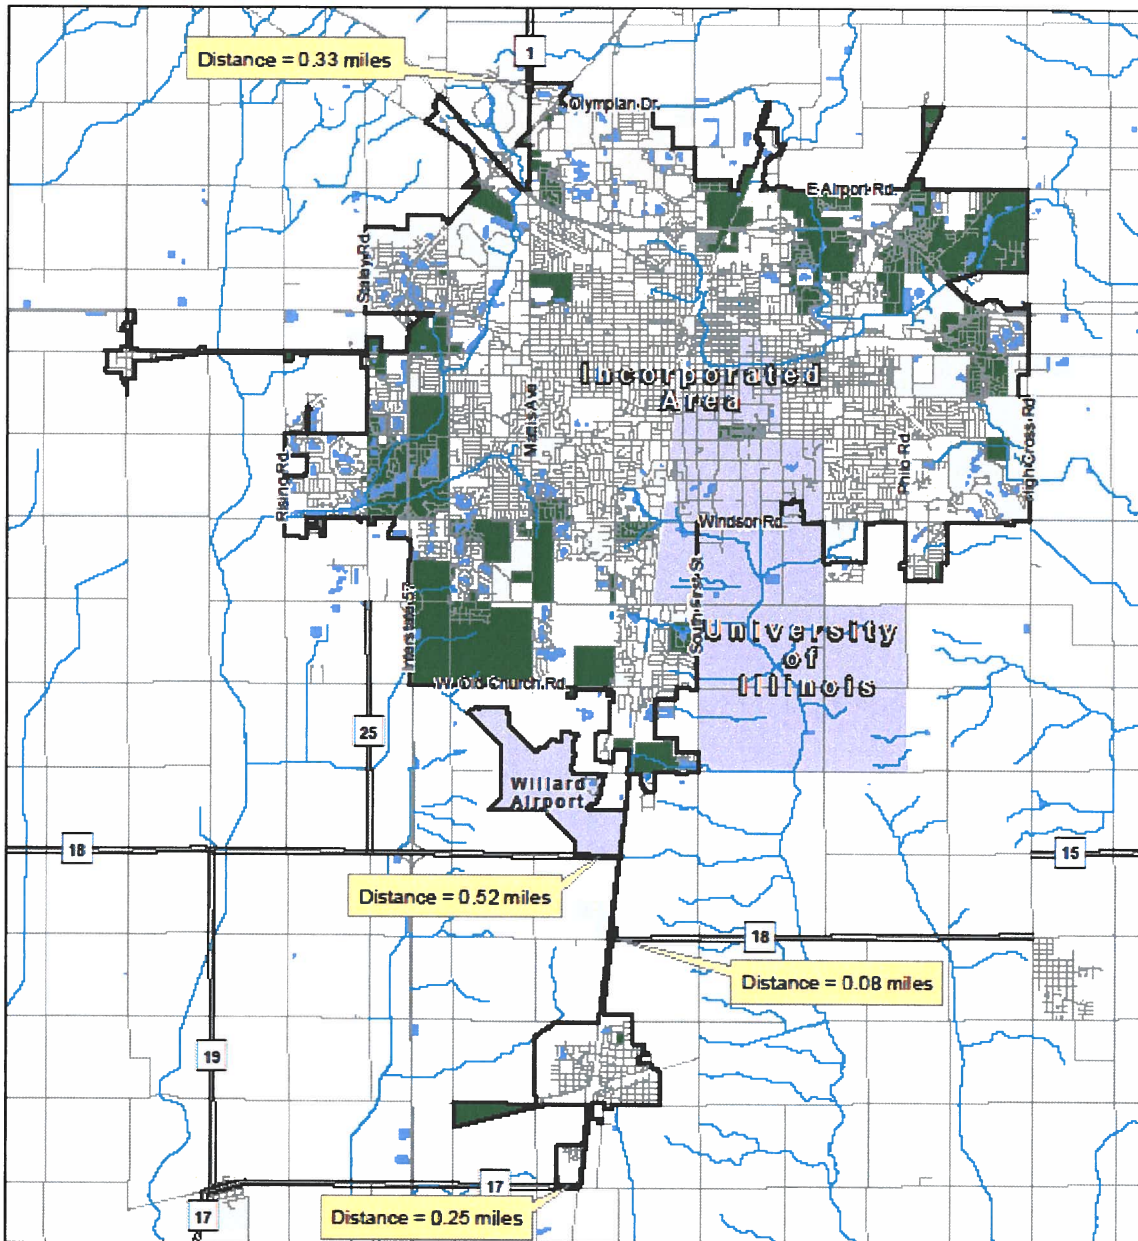 1
Distance = 0.33 miles
Olympian Dr.
E Airport Rd
Staley Rd
Incorporated
Area
Mattis Ave
Rising Rd
Philo Rd
High Cross Rd
Windsor Rd
Interstate 57
South First St
University
of
Illinois
W Old Church Rd
25
Willard
Airport
18
15
Distance = 0.52 miles
18
Distance = 0.08 miles
19
17
17
Distance = 0.25 miles